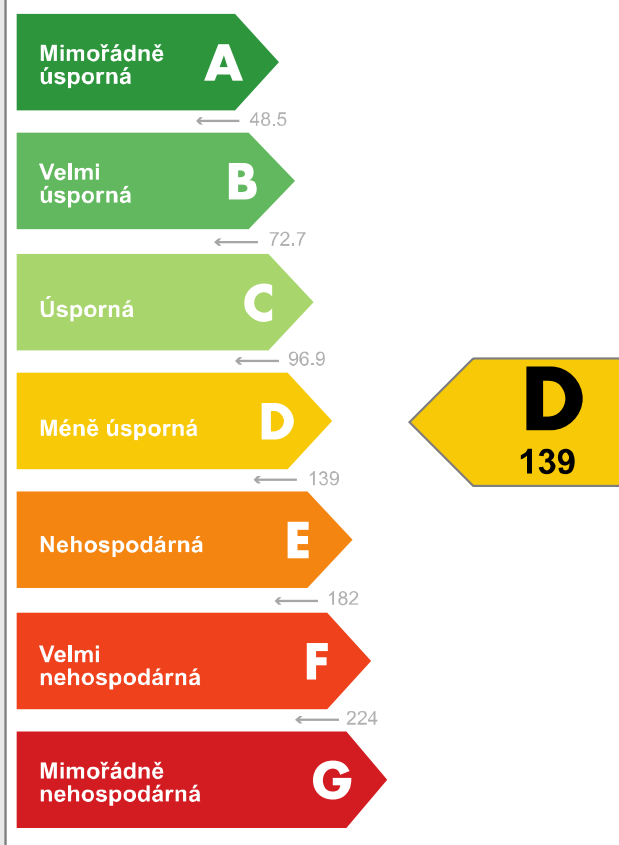 Mimořádně
úsporná
A
← 48.5
Velmi
úsporná
B
← 72.7
Úsporná
C
← 96.9
Méně úsporná
D
← 139
D
139
Nehospodárná
E
← 182
Velmi
nehospodárná
F
← 224
Mimořádně
nehospodárná
G